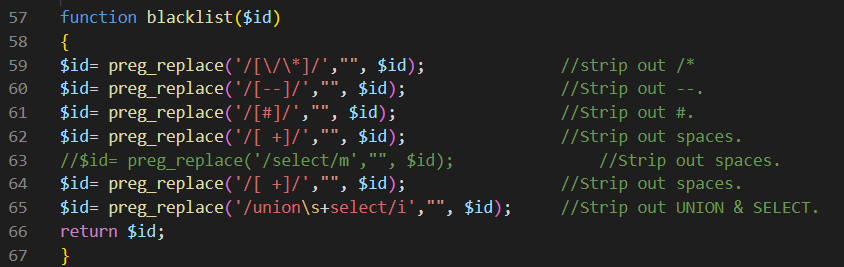 57 function blacklist($id)
58 {
59 $id= preg_replace('/[\/\*]/',"", $id); //strip out /*
60 $id= preg_replace('/[--]/',"", $id); //Strip out --.
61 $id= preg_replace('/[#]/',"", $id); //Strip out #.
62 $id= preg_replace('/[ +]/',"", $id); //Strip out spaces.
63 //$id= preg_replace('/select/m',"", $id); //Strip out spaces.
64 $id= preg_replace('/[ +]/',"", $id); //Strip out spaces.
65 $id= preg_replace('/union\s+select/i',"", $id); //Strip out UNION & SELECT.
66 return $id;
67 }